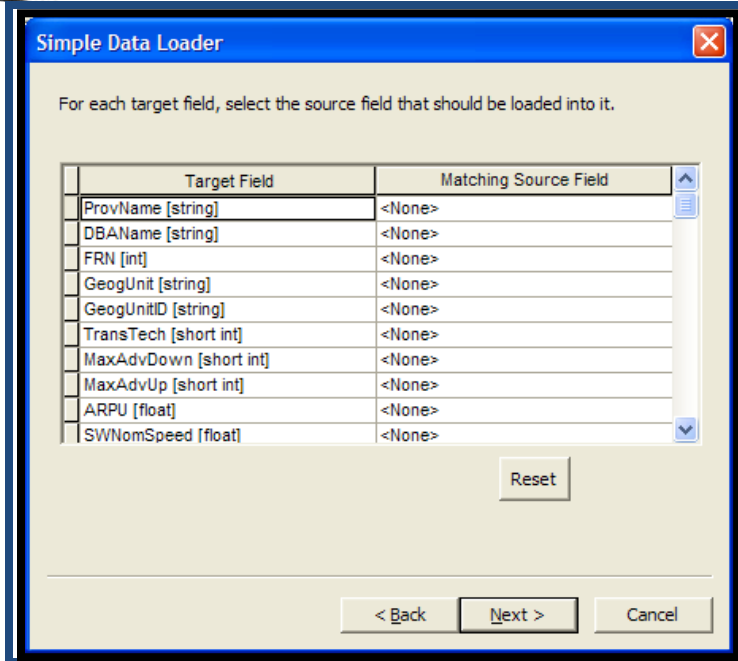 Simple Data Loader
For each target field, select the source field that should be loaded into it.
Target Field Matching Source Field
ProvName [string] <None>
DBAName [string] <None>
FRN [int] <None>
GeogUnit [string] <None>
GeogUnitID [string] <None>
TransTech [short int] <None>
MaxAdvDown [short int] <None>
MaxAdvUp [short int] <None>
ARPU [float] <None>
SWNomSpeed [float] <None>
Reset
< Back Next > Cancel